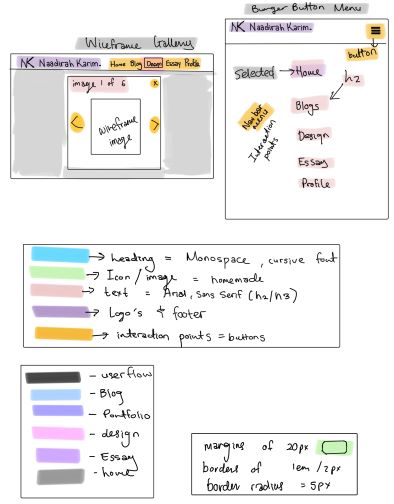 Wireframe Gallery
NK Naadirah Karim.
Home Blog Design Essay Profile
image 1 of 6
x
<
wireframe
image
>
Burger Button Menu
NK Naadirah Karim.
button
Selected
Home
h2
Blogs
Navbar
menu
Interaction
points
Design
Essay
Profile
heading = Monospace, cursive font
Icon / image = homemade
text = Arial, Sans Serif (h2/h3)
Logo's & footer
interaction points = buttons
- userflow
- Blog
- Portfolio
- design
- Essay
- home
margins of 20px
borders of 1em / 2px
border radius = 5px